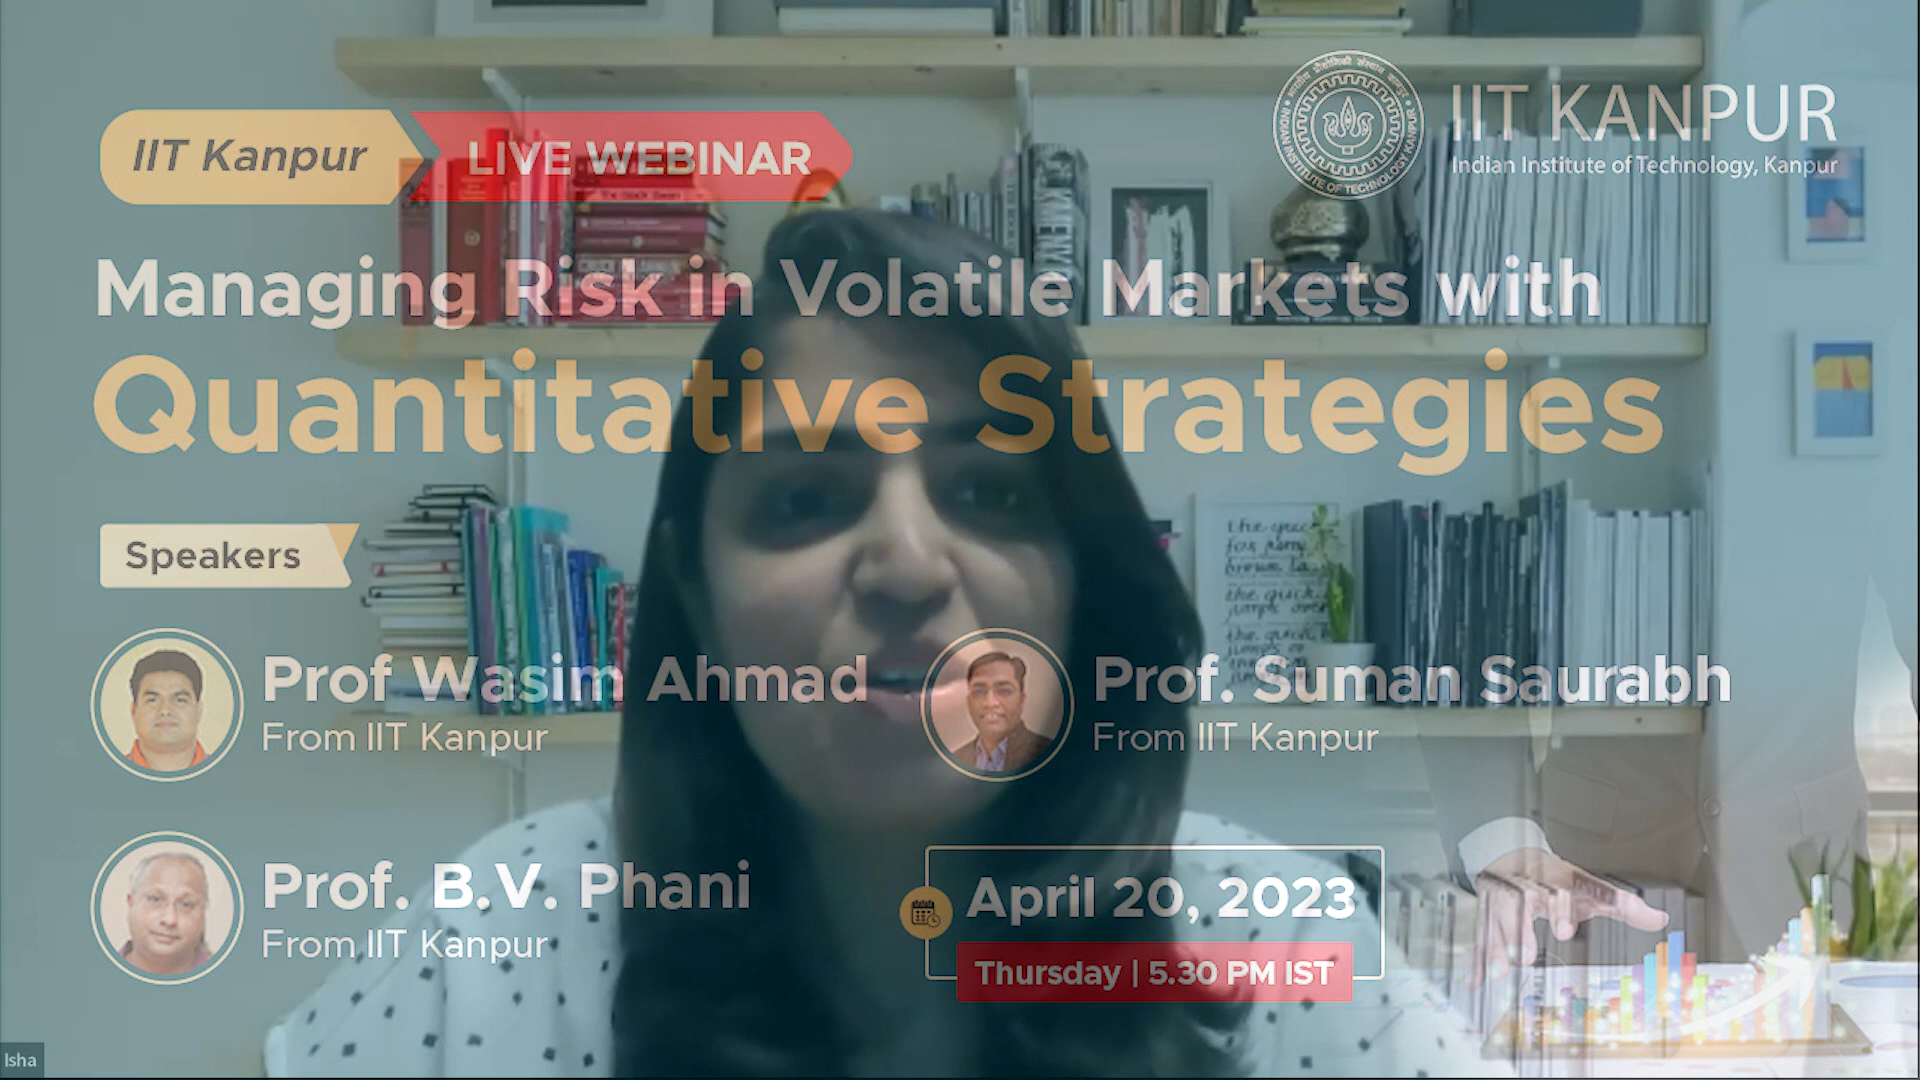 IIT Kanpur
LIVE WEBINAR
IIT KANPUR
Indian Institute of Technology, Kanpur
Managing Risk in Volatile Markets with
Quantitative Strategies
Speakers
Prof Wasim Ahmad
From IIT Kanpur
Prof. Suman Saurabh
From IIT Kanpur
Prof. B.V. Phani
From IIT Kanpur
April 20, 2023
Thursday | 5.30 PM IST
Isha